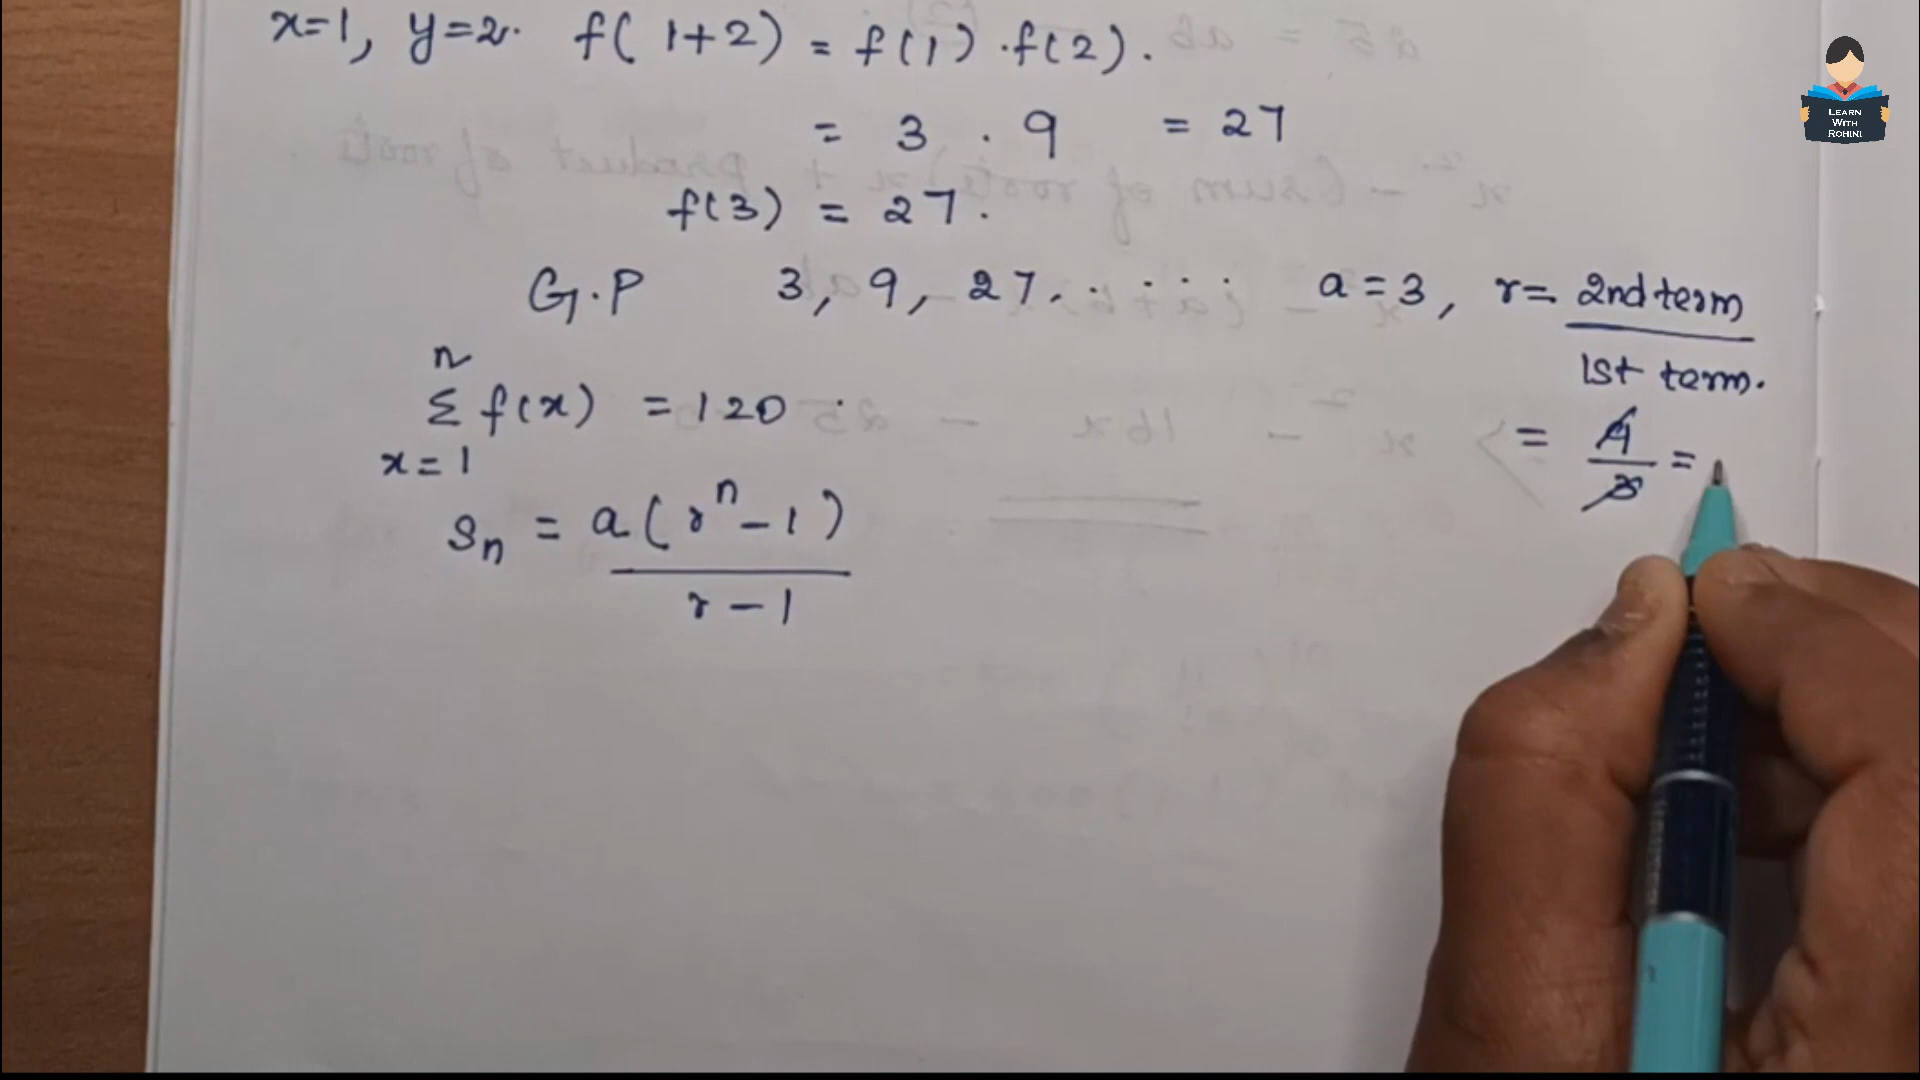 x=1, y=2. f(1+2) = f(1).f(2).
= 3 . 9 = 27
f(3) = 27.
G.P 3, 9, 27, ..... a=3, r= 2nd term
1st term.
n
Σ f(x) = 120
x=1
= 9/3 =
Sn = a(r^n-1)
r-1
LEARN
WITH
ROHINI